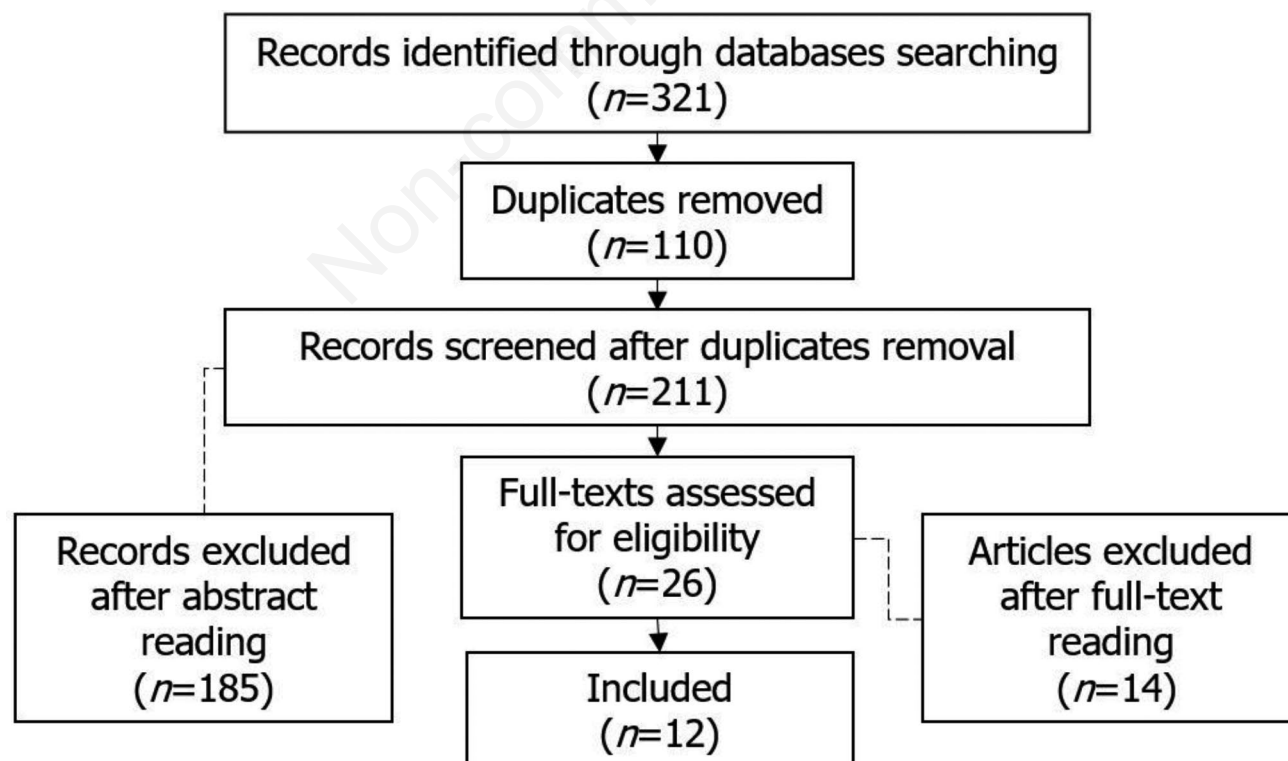 Records identified through databases searching
(n=321)
Duplicates removed
(n=110)
Records screened after duplicates removal
(n=211)
Full-texts assessed
for eligibility
(n=26)
Records excluded
after abstract
reading
(n=185)
Articles excluded
after full-text
reading
(n=14)
Included
(n=12)